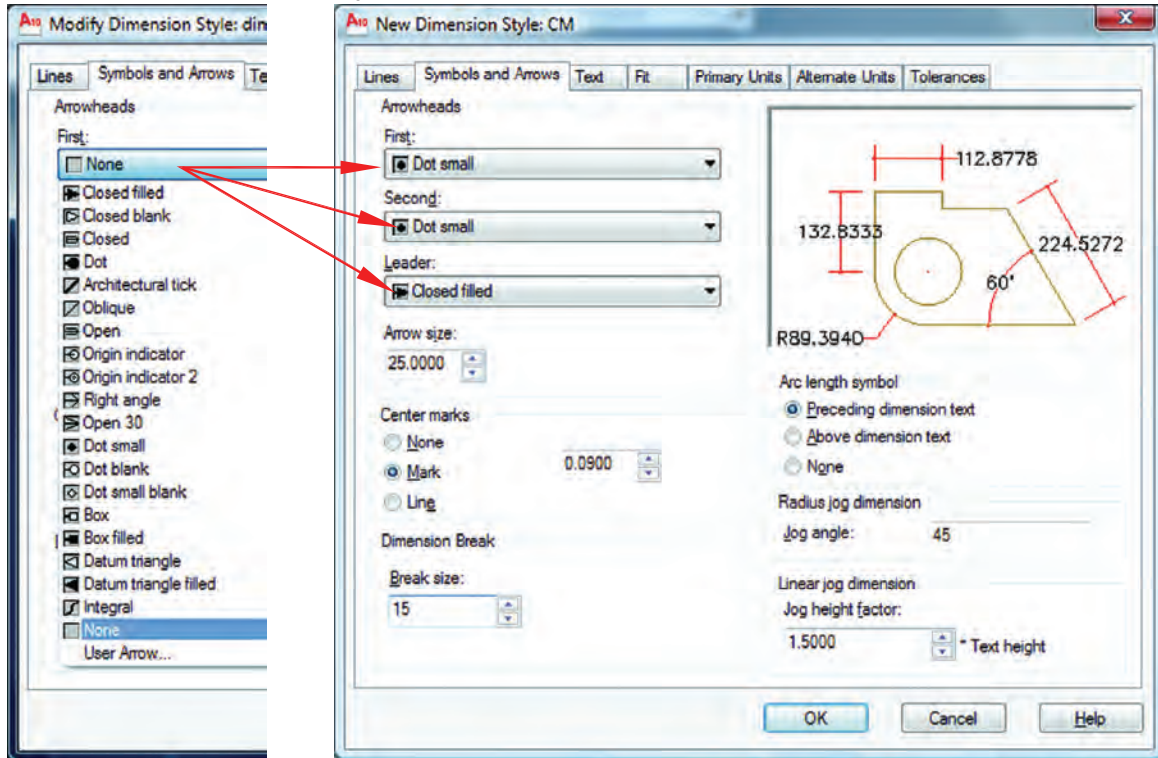 Modify Dimension Style: dim
Lines Symbols and Arrows Te
Arrowheads
First:
None
Closed filled
Closed blank
Closed
Dot
Architectural tick
Oblique
Open
Origin indicator
Origin indicator 2
Right angle
Open 30
Dot small
Dot blank
Dot small blank
Box
Box filled
Datum triangle
Datum triangle filled
Integral
None
User Arrow...
New Dimension Style: CM
Lines Symbols and Arrows Text Fit Primary Units Alternate Units Tolerances
Arrowheads
First:
Dot small
Second:
Dot small
Leader:
Closed filled
Arrow size:
25.0000
Center marks
None
Mark 0.0900
Line
Dimension Break
Break size:
15
112.8778
132.8333
224.5272
60°
R89.3940
Arc length symbol
Preceding dimension text
Above dimension text
None
Radius jog dimension
Jog angle: 45
Linear jog dimension
Jog height factor:
1.5000 * Text height
OK Cancel Help